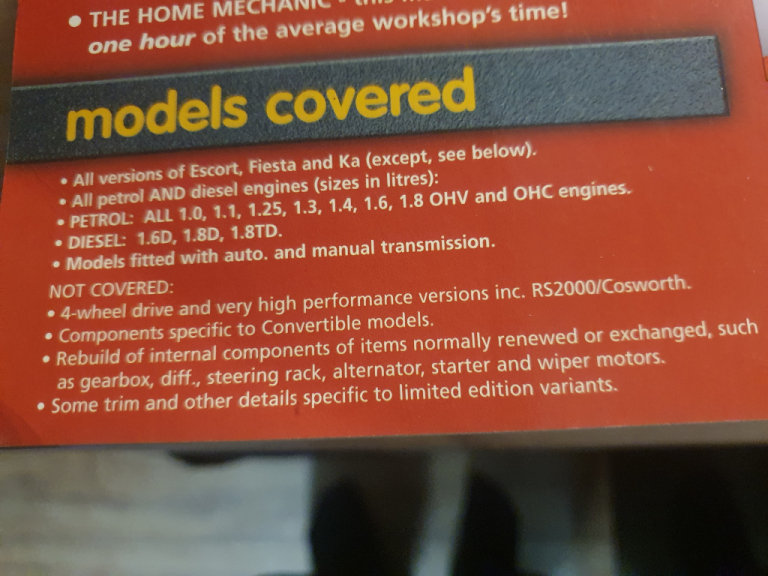 • THE HOME MECHANIC - this
one hour of the average workshop's time!
models covered
• All versions of Escort, Fiesta and Ka (except, see below).
• All petrol AND diesel engines (sizes in litres):
• PETROL: ALL 1.0, 1.1, 1.25, 1.3, 1.4, 1.6, 1.8 OHV and OHC engines.
• DIESEL: 1.6D, 1.8D, 1.8TD.
• Models fitted with auto. and manual transmission.
NOT COVERED:
• 4-wheel drive and very high performance versions inc. RS2000/Cosworth.
• Components specific to Convertible models.
• Rebuild of internal components of items normally renewed or exchanged, such
as gearbox, diff., steering rack, alternator, starter and wiper motors.
• Some trim and other details specific to limited edition variants.